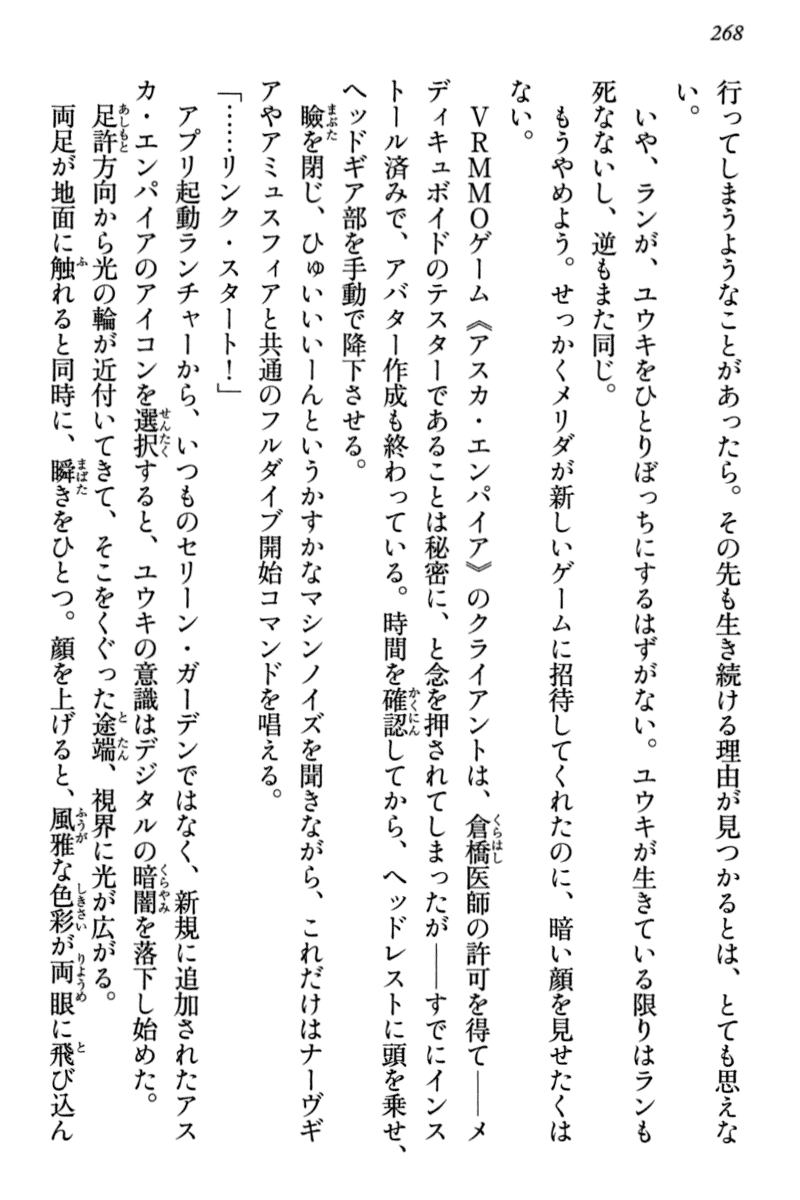 268
行ってしまうようなことがあったら。その先も生き続ける理由が見つかるとは、とても思えな
い。
いや、ランが、ユウキをひとりぼっちにするはずがない。ユウキが生きている限りはランも
死なないし、逆もまた同じ。
もうやめよう。せっかくメリダが新しいゲームに招待してくれたのに、暗い顔を見せたくは
ない。
VRMMOゲーム《アスカ・エンパイア》のクライアントは、倉橋医師の許可を得て――メ
ディキュボイドのテスターであることは秘密に、と念を押されてしまったが――すでにインス
トール済みで、アバター作成も終わっている。時間を確認してから、ヘッドレストに頭を乗せ、
ヘッドギア部を手動で降下させる。
瞼を閉じ、ひゅいいいーんというかすかなマシンノイズを聞きながら、これだけはナーヴギ
アやアミュスフィアと共通のフルダイブ開始コマンドを唱える。
「……リンク・スタート！」
アプリ起動ランチャーから、いつものセリーン・ガーデンではなく、新規に追加されたアス
カ・エンパイアのアイコンを選択すると、ユウキの意識はデジタルの暗闇を落下し始めた。
足許方向から光の輪が近付いてきて、そこをくぐった途端、視界に光が広がる。
両足が地面に触れると同時に、瞬きをひとつ。顔を上げると、風雅な色彩が両眼に飛び込ん